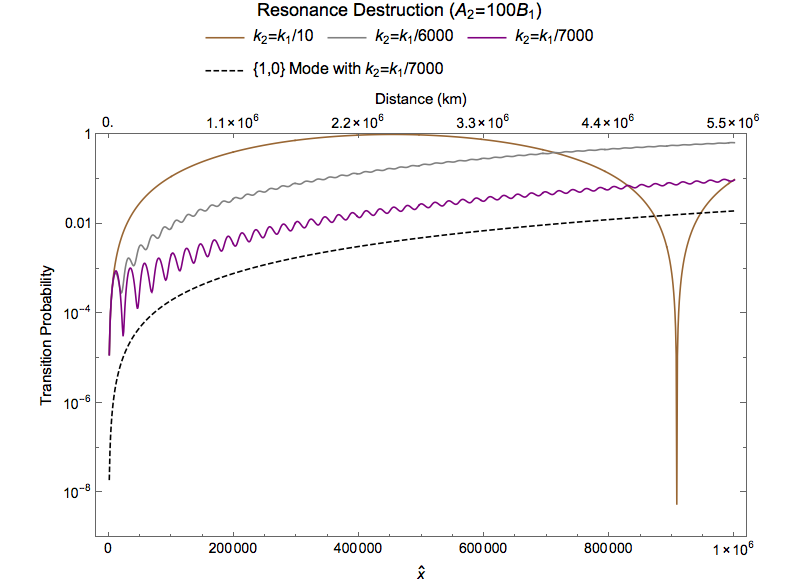 Resonance Destruction (A₂=100B₁)
k₂=k₁/10 k₂=k₁/6000 k₂=k₁/7000
{1,0} Mode with k₂=k₁/7000
Distance (km)
0. 1.1×10⁶ 2.2×10⁶ 3.3×10⁶ 4.4×10⁶ 5.5×10⁶
1
0.01
10⁻⁴
10⁻⁶
10⁻⁸
Transition Probability
0 200000 400000 600000 800000 1×10⁶
x̂